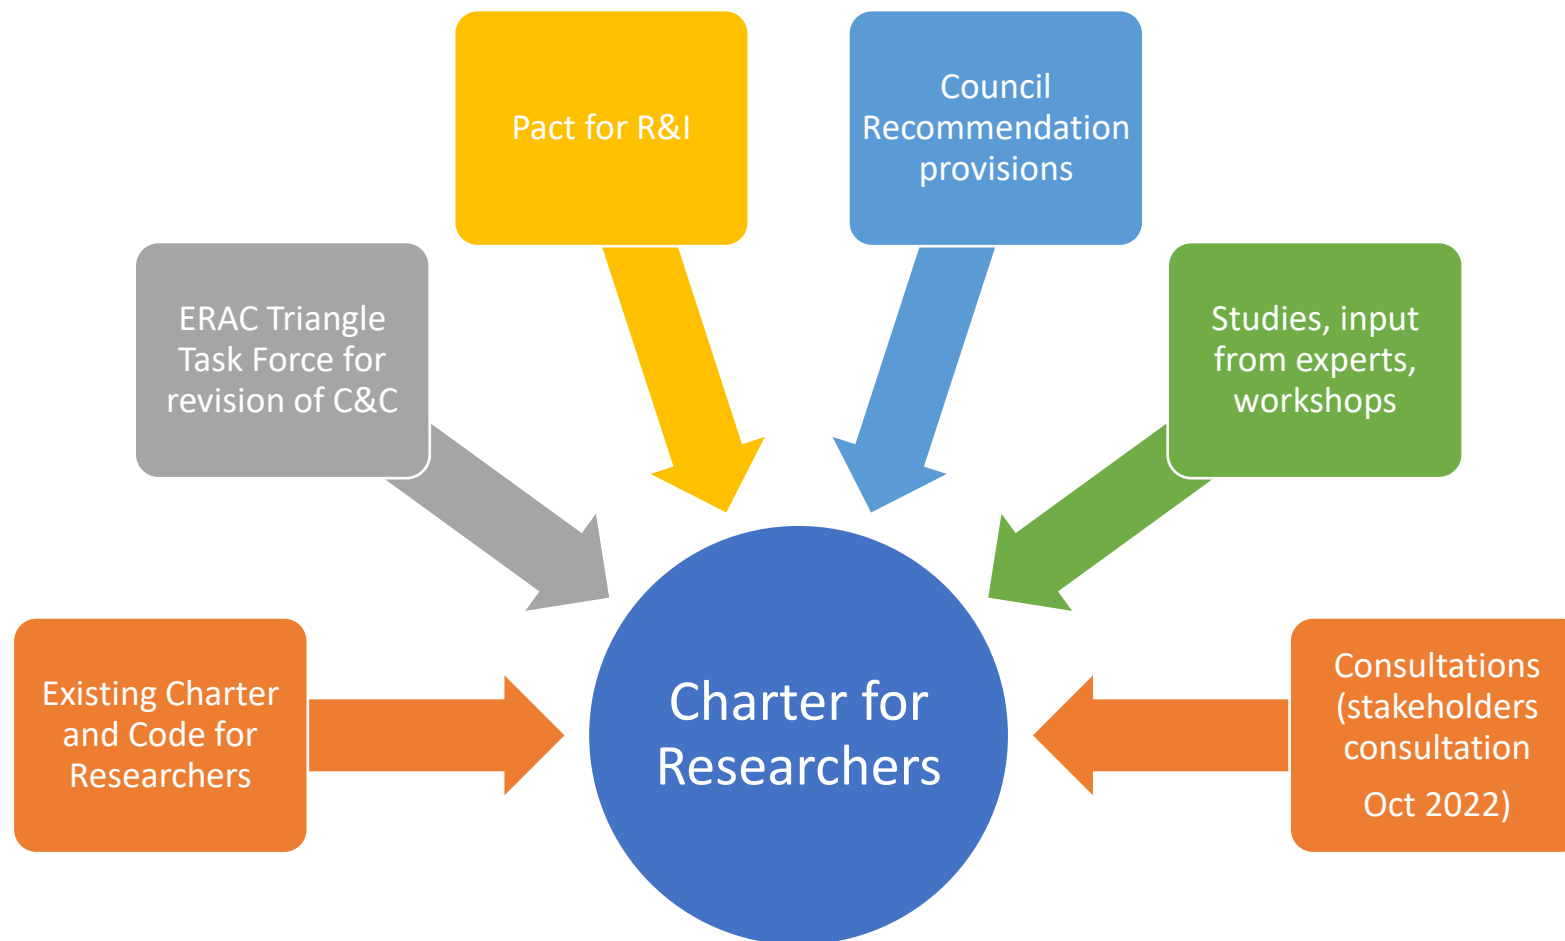 Pact for R&I
Council
Recommendation
provisions
ERAC Triangle
Task Force for
revision of C&C
Studies, input
from experts,
workshops
Existing Charter
and Code for
Researchers
Charter for
Researchers
Consultations
(stakeholders
consultation
Oct 2022)